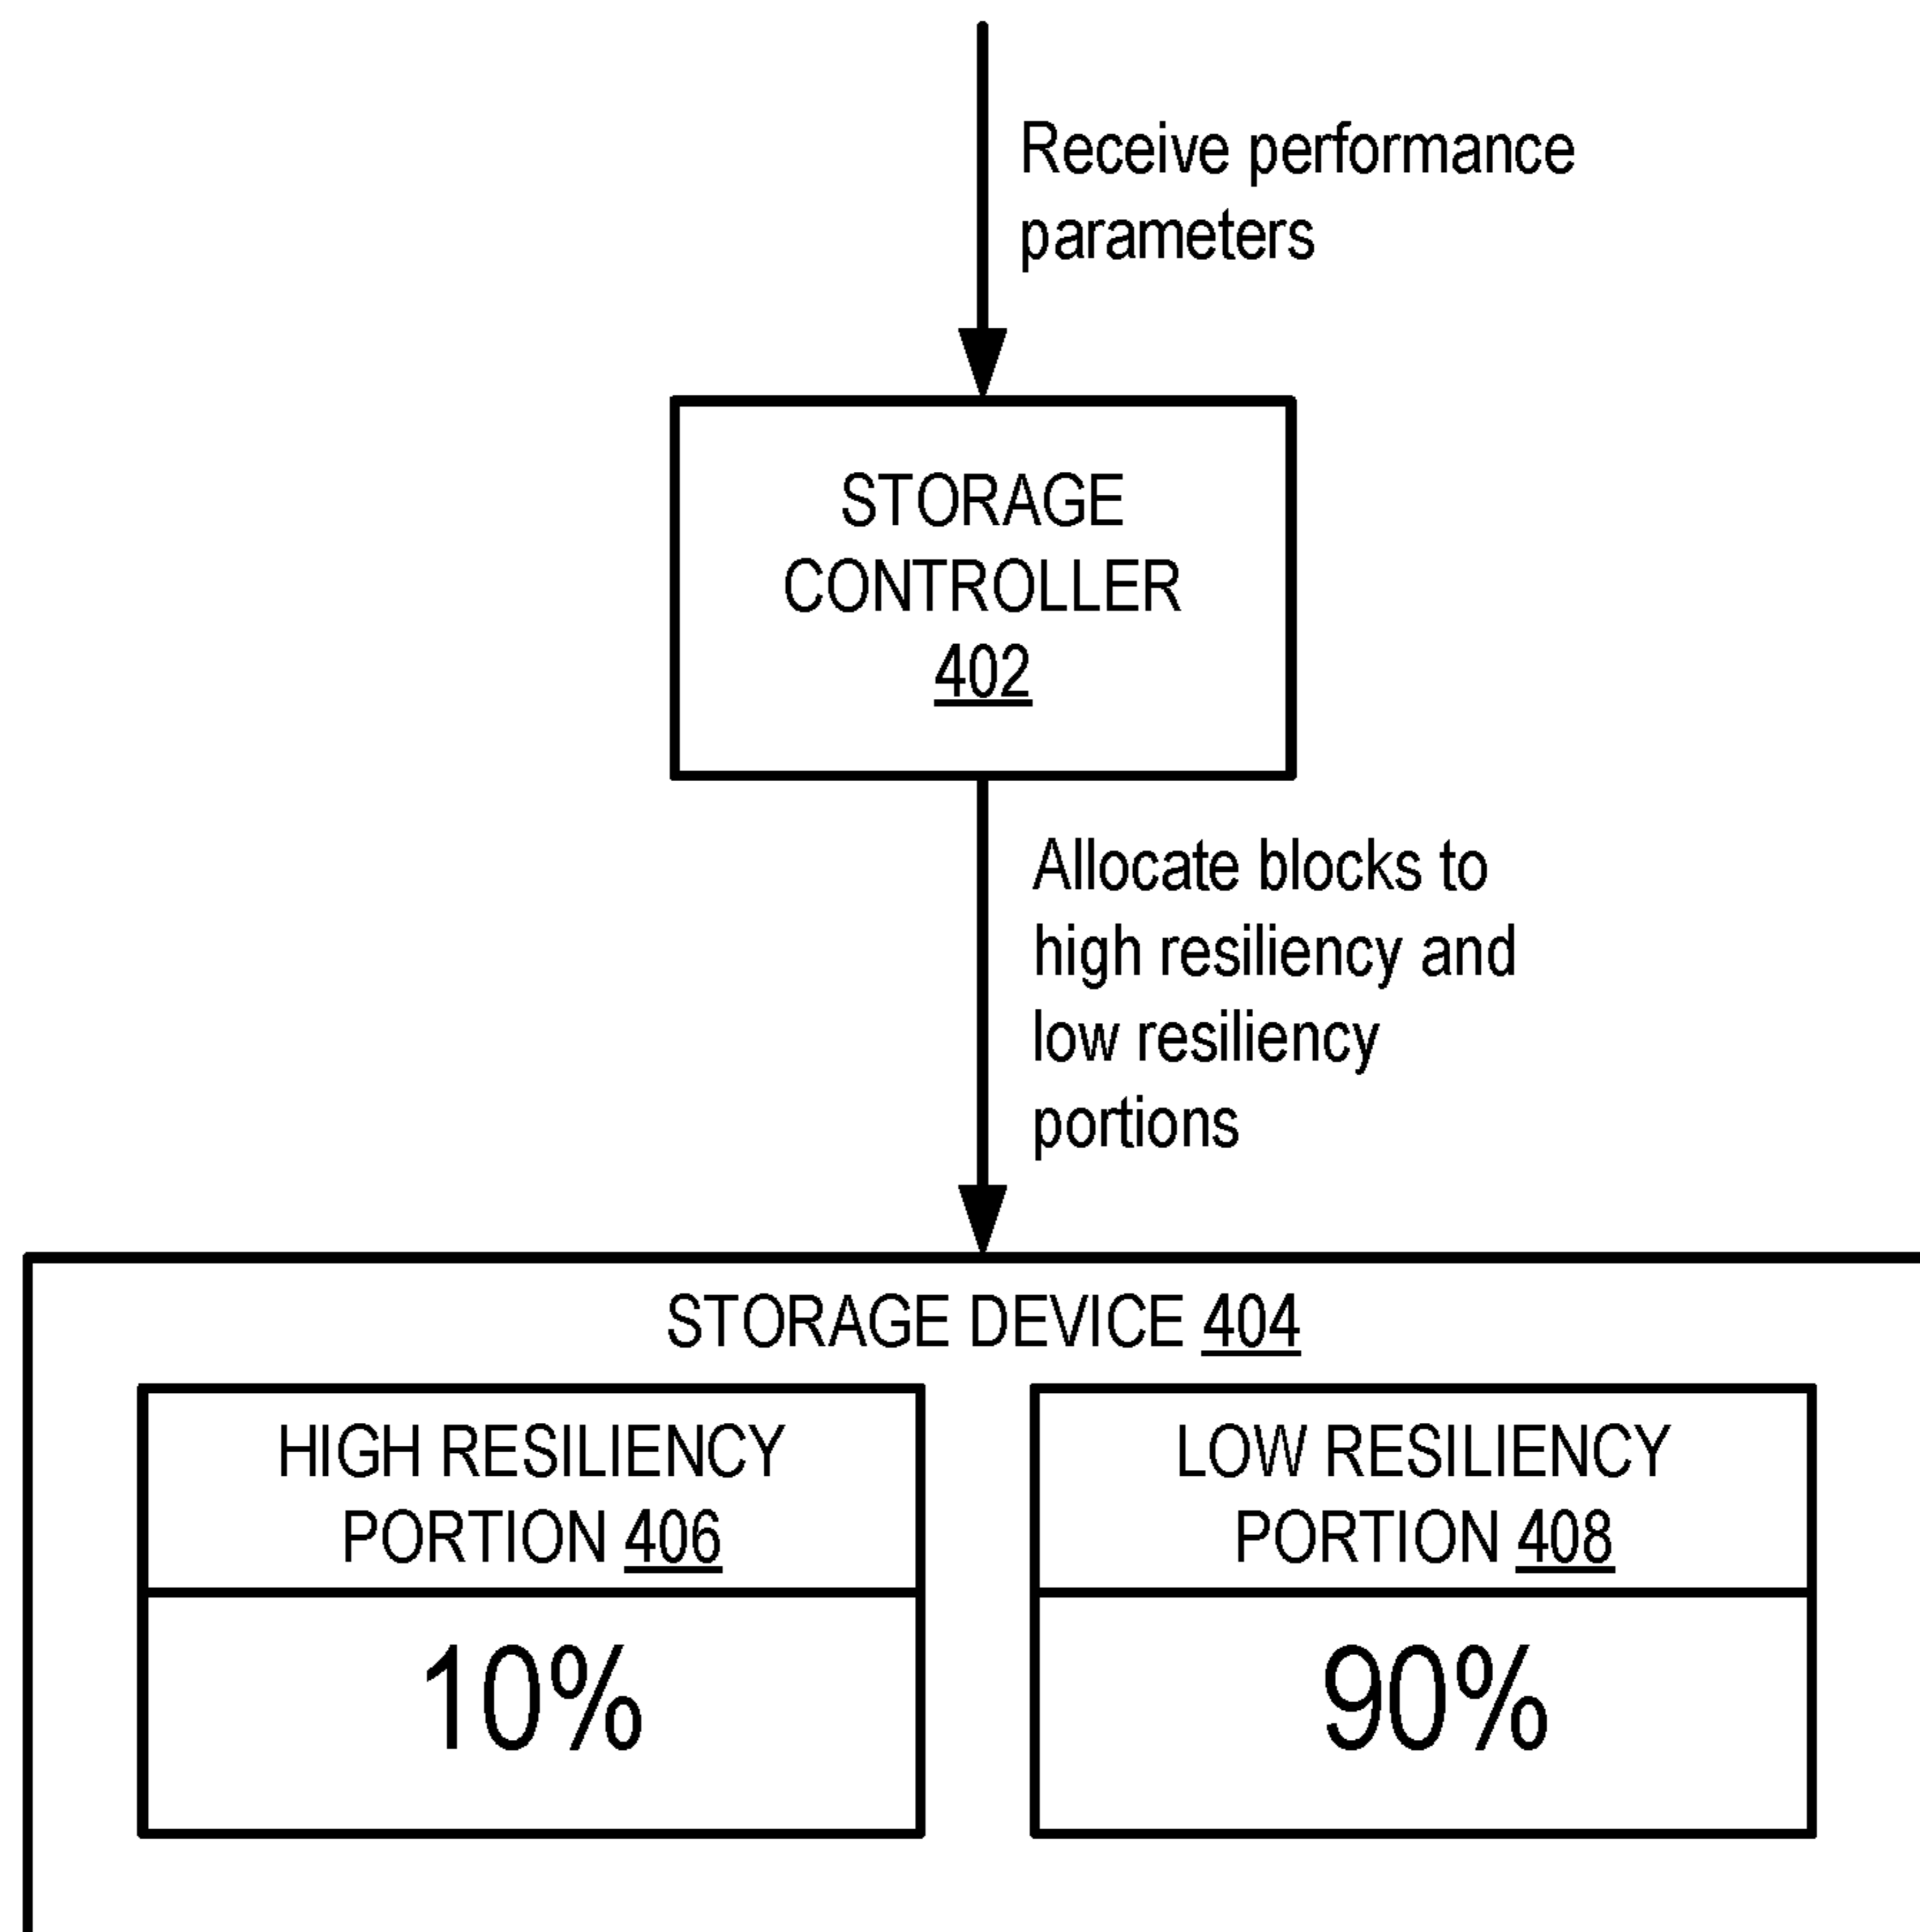 Receive performance
parameters
STORAGE
CONTROLLER
402
Allocate blocks to
high resiliency and
low resiliency
portions
STORAGE DEVICE 404
HIGH RESILIENCY
PORTION 406
10%
LOW RESILIENCY
PORTION 408
90%